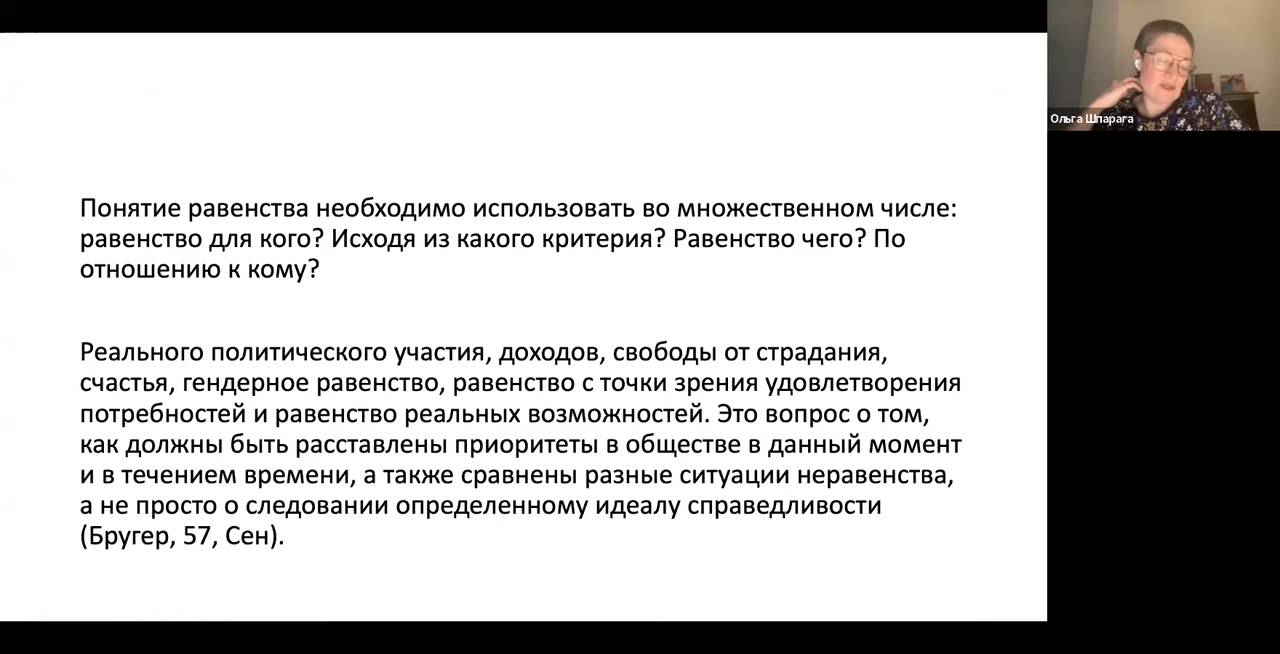 Понятие равенства необходимо использовать во множественном числе:
равенство для кого? Исходя из какого критерия? Равенство чего? По
отношению к кому?
Реального политического участия, доходов, свободы от страдания,
счастья, гендерное равенство, равенство с точки зрения удовлетворения
потребностей и равенство реальных возможностей. Это вопрос о том,
как должны быть расставлены приоритеты в обществе в данный момент
и в течением времени, а также сравнены разные ситуации неравенства,
а не просто о следовании определенному идеалу справедливости
(Бругер, 57, Сен).
Ольга Шпарага